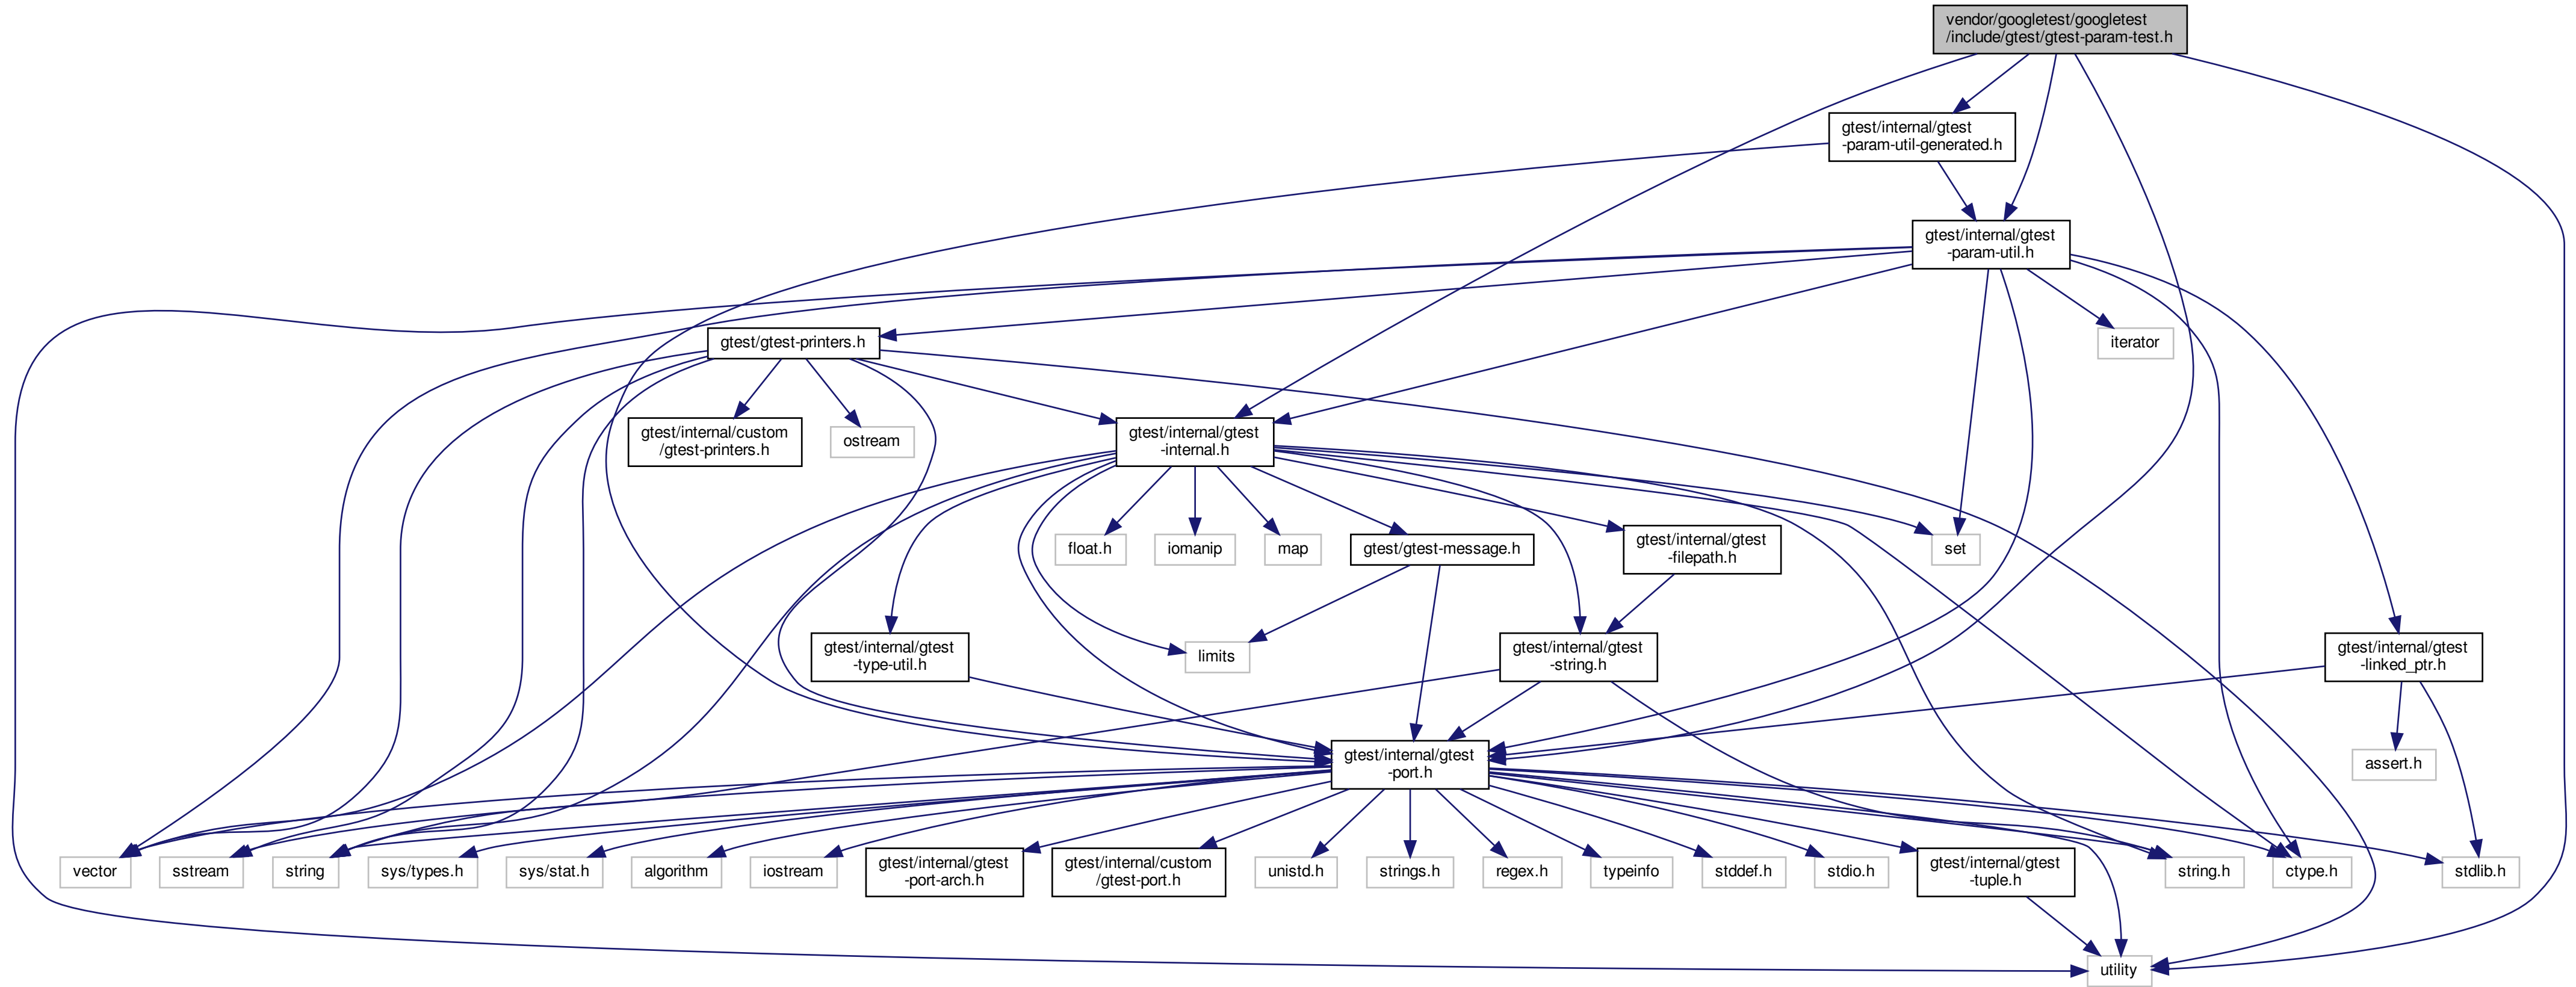 vendor/googletest/googletest
/include/gtest/gtest-param-test.h
gtest/internal/gtest
-param-util-generated.h
gtest/internal/gtest
-param-util.h
gtest/gtest-printers.h
iterator
gtest/internal/custom
/gtest-printers.h
ostream
gtest/internal/gtest
-internal.h
float.h
iomanip
map
gtest/gtest-message.h
gtest/internal/gtest
-filepath.h
set
gtest/internal/gtest
-type-util.h
limits
gtest/internal/gtest
-string.h
gtest/internal/gtest
-linked_ptr.h
gtest/internal/gtest
-port.h
assert.h
vector
sstream
string
sys/types.h
sys/stat.h
algorithm
iostream
gtest/internal/gtest
-port-arch.h
gtest/internal/custom
/gtest-port.h
unistd.h
strings.h
regex.h
typeinfo
stddef.h
stdio.h
gtest/internal/gtest
-tuple.h
string.h
ctype.h
stdlib.h
utility